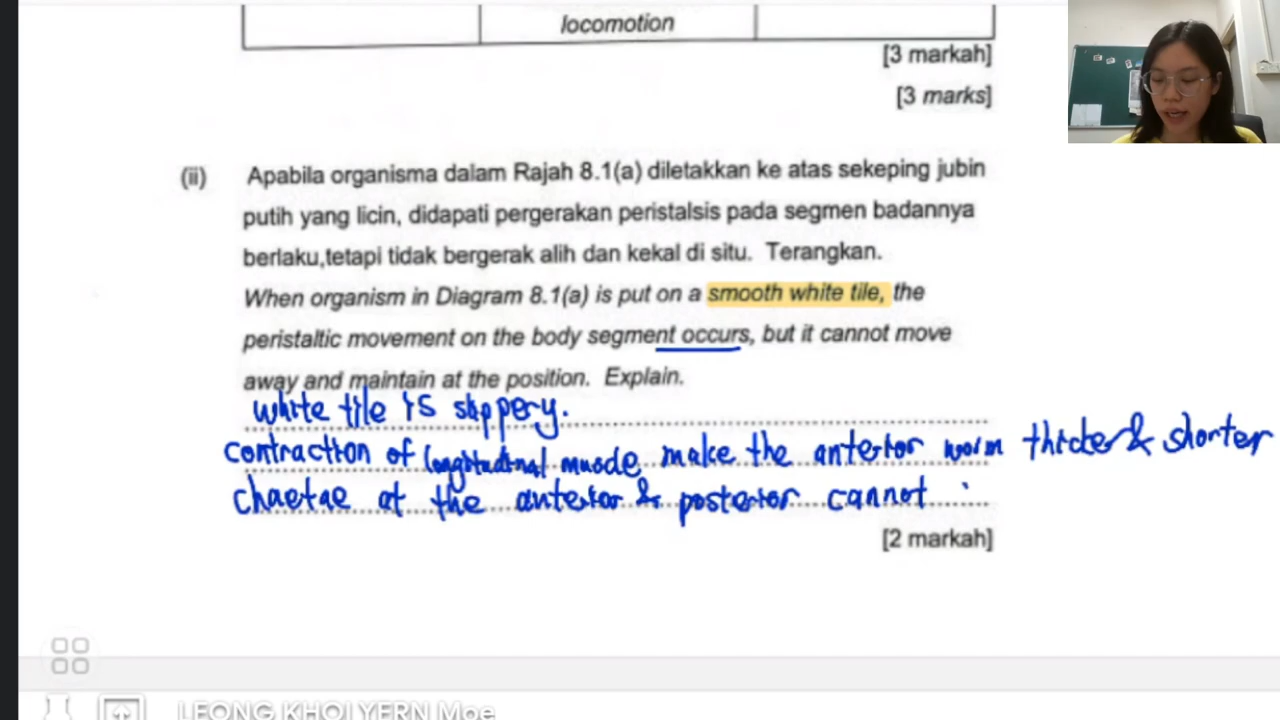 locomotion
[3 markah]
[3 marks]
(ii) Apabila organisma dalam Rajah 8.1(a) diletakkan ke atas sekeping jubin
putih yang licin, didapati pergerakan peristalsis pada segmen badannya
berlaku,tetapi tidak bergerak alih dan kekal di situ. Terangkan.
When organism in Diagram 8.1(a) is put on a smooth white tile, the
peristaltic movement on the body segment occurs, but it cannot move
away and maintain at the position. Explain.
white tile is slippery.
contraction of longitudinal muscle make the anterior worm thicker & shorter
chaetae at the anterior & posterior cannot
[2 markah]
LEONG KHOI YERN Moe